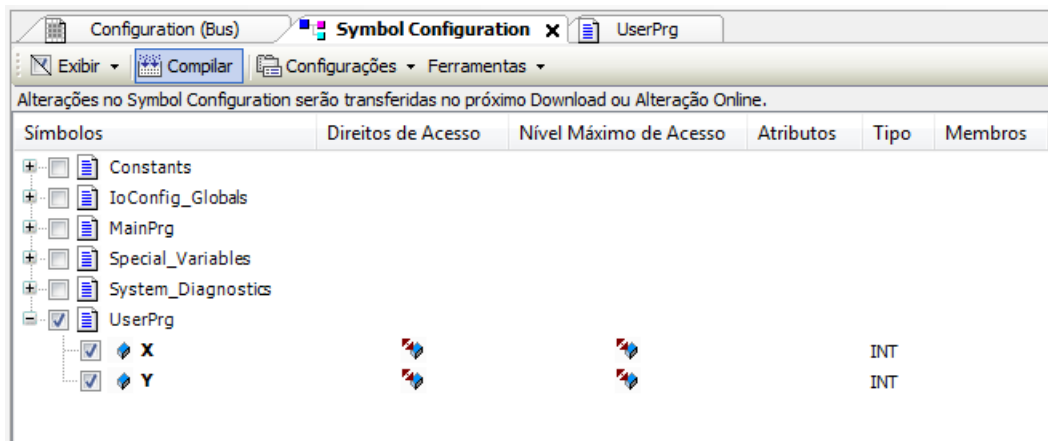 Configuration (Bus) Symbol Configuration x UserPrg
Exibir Compilar Configurações Ferramentas
Alterações no Symbol Configuration serão transferidas no próximo Download ou Alteração Online.
Símbolos Direitos de Acesso Nível Máximo de Acesso Atributos Tipo Membros
Constants
IoConfig_Globals
MainPrg
Special_Variables
System_Diagnostics
UserPrg
X INT
Y INT